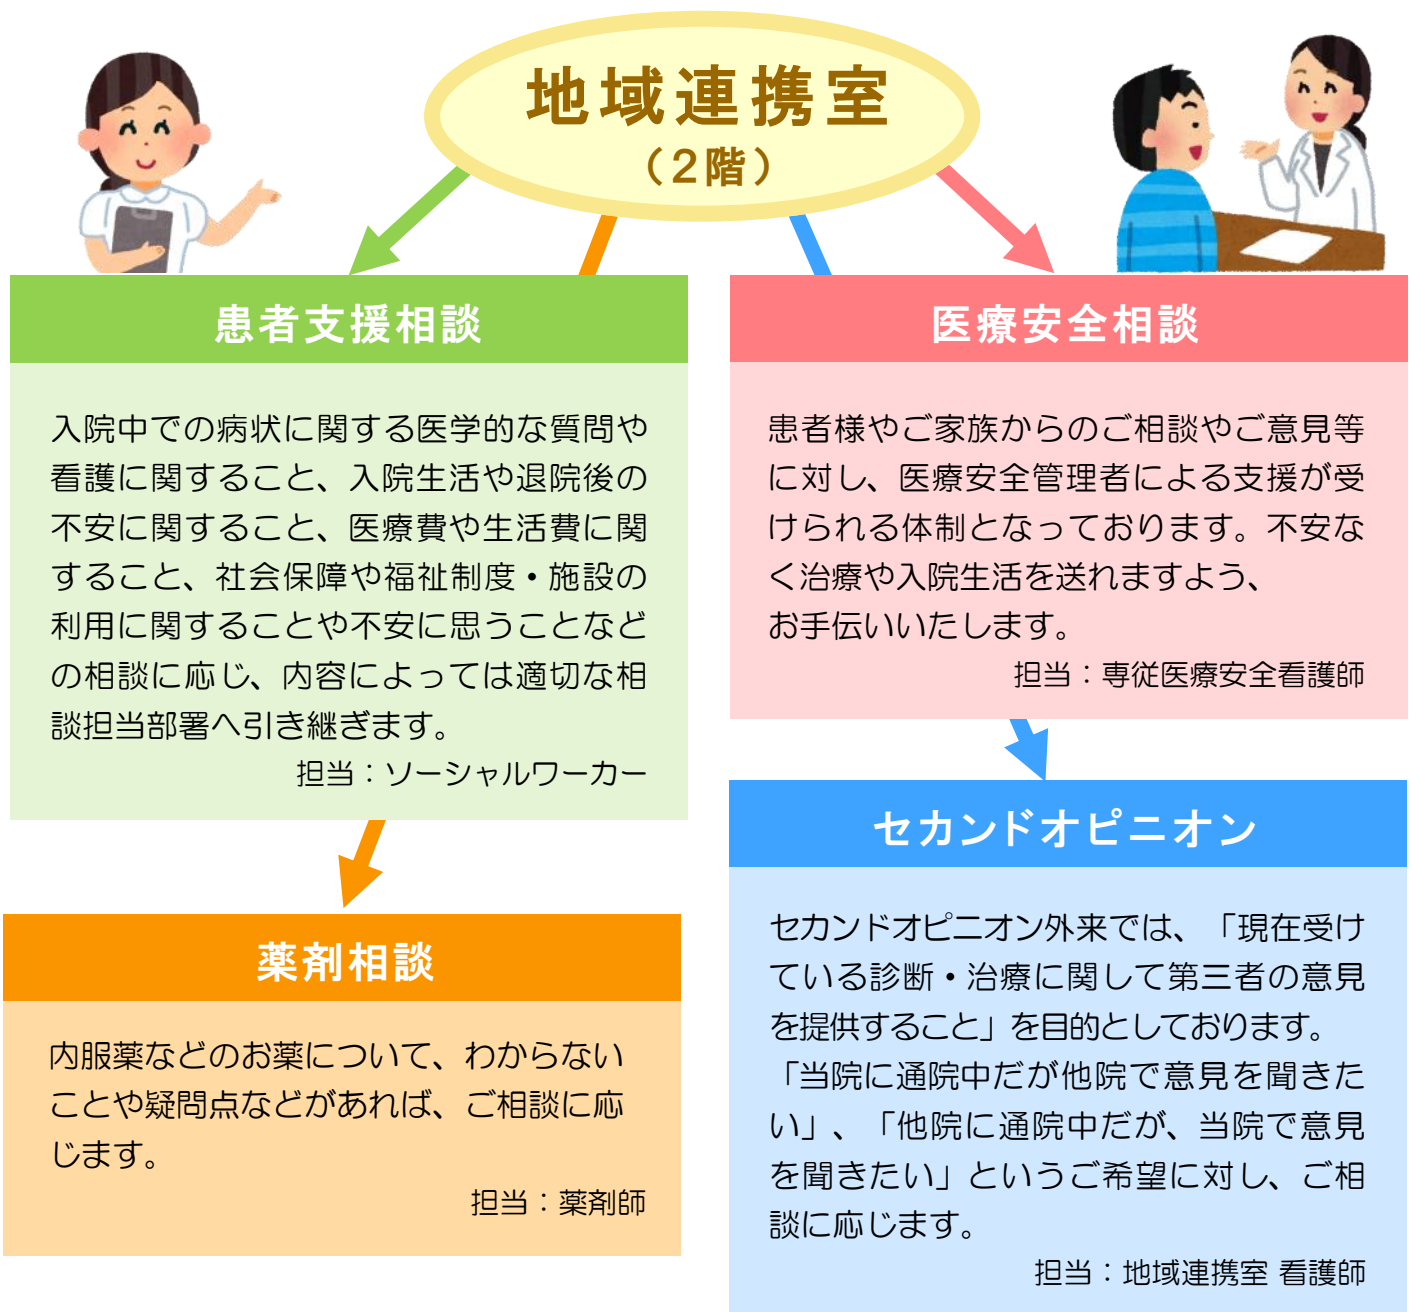 地域連携室
（2階）
患者支援相談
入院中での病状に関する医学的な質問や
看護に関すること、入院生活や退院後の
不安に関すること、医療費や生活費に関
すること、社会保障や福祉制度・施設の
利用に関することや不安に思うことなど
の相談に応じ、内容によっては適切な相
談担当部署へ引き継ぎます。
担当：ソーシャルワーカー
医療安全相談
患者様やご家族からのご相談やご意見等
に対し、医療安全管理者による支援が受
けられる体制となっております。不安な
く治療や入院生活を送れますよう、
お手伝いいたします。
担当：専従医療安全看護師
薬剤相談
内服薬などのお薬について、わからない
ことや疑問点などがあれば、ご相談に応
じます。
担当：薬剤師
セカンドオピニオン
セカンドオピニオン外来では、「現在受け
ている診断・治療に関して第三者の意見
を提供すること」を目的としております。
「当院に通院中だが他院で意見を聞きた
い」、「他院に通院中だが、当院で意見
を聞きたい」というご希望に対し、ご相
談に応じます。
担当：地域連携室 看護師